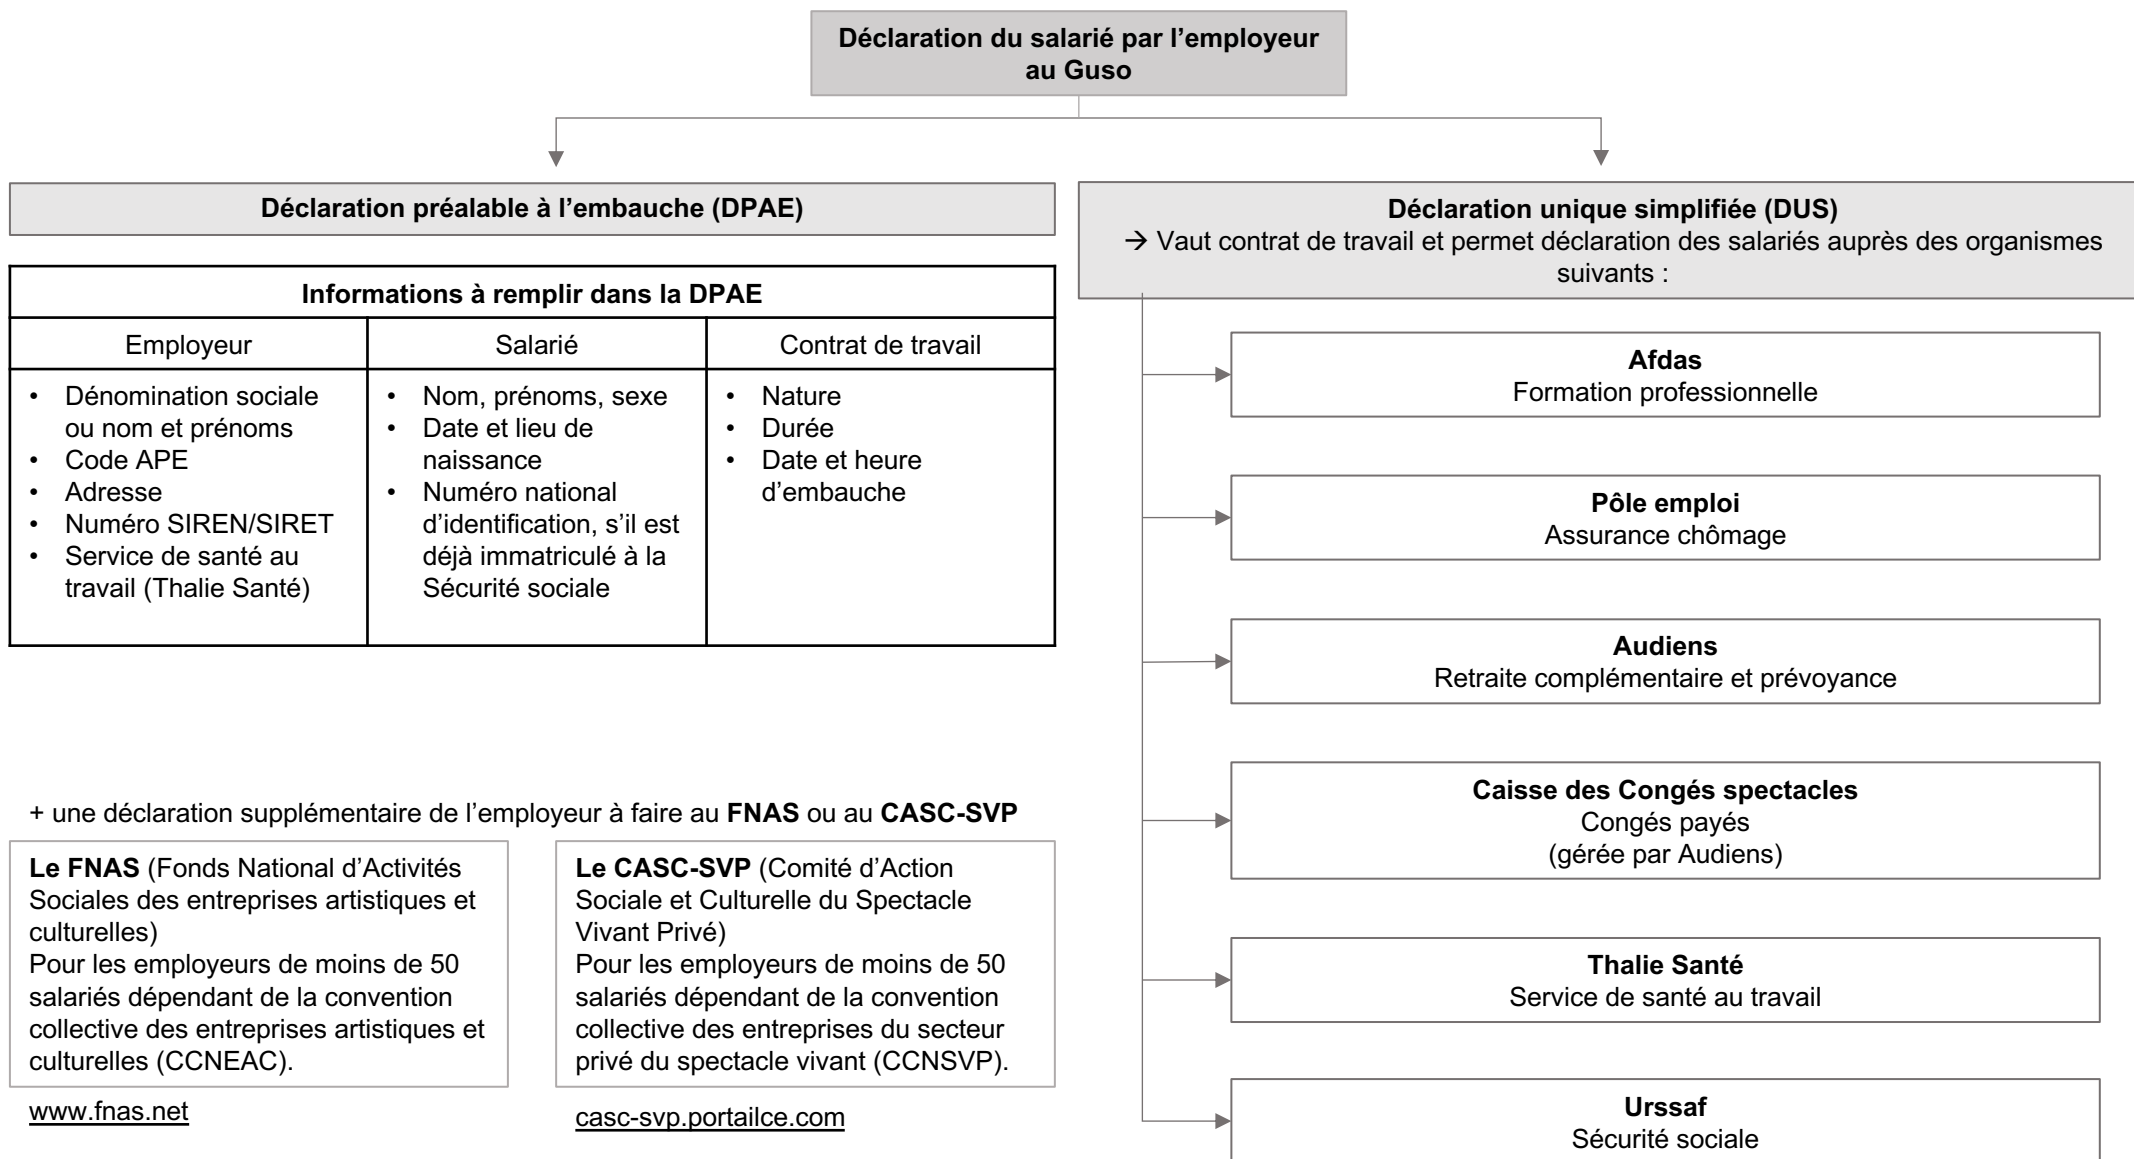 Déclaration du salarié par l'employeur
au Guso
Déclaration préalable à l'embauche (DPAE)
Informations à remplir dans la DPAE
Employeur
Salarié
Contrat de travail
• Dénomination sociale
ou nom et prénoms
• Code APE
• Adresse
• Numéro SIREN/SIRET
• Service de santé au
travail (Thalie Santé)
• Nom, prénoms, sexe
• Date et lieu de
naissance
• Numéro national
d'identification, s'il est
déjà immatriculé à la
Sécurité sociale
• Nature
• Durée
• Date et heure
d'embauche
+ une déclaration supplémentaire de l'employeur à faire au FNAS ou au CASC-SVP
Le FNAS (Fonds National d'Activités
Sociales des entreprises artistiques et
culturelles)
Pour les employeurs de moins de 50
salariés dépendant de la convention
collective des entreprises artistiques et
culturelles (CCNEAC).
www.fnas.net
Le CASC-SVP (Comité d'Action
Sociale et Culturelle du Spectacle
Vivant Privé)
Pour les employeurs de moins de 50
salariés dépendant de la convention
collective des entreprises du secteur
privé du spectacle vivant (CCNSVP).
casc-svp.portailce.com
Déclaration unique simplifiée (DUS)
→ Vaut contrat de travail et permet déclaration des salariés auprès des organismes
suivants :
Afdas
Formation professionnelle
Pôle emploi
Assurance chômage
Audiens
Retraite complémentaire et prévoyance
Caisse des Congés spectacles
Congés payés
(gérée par Audiens)
Thalie Santé
Service de santé au travail
Urssaf
Sécurité sociale